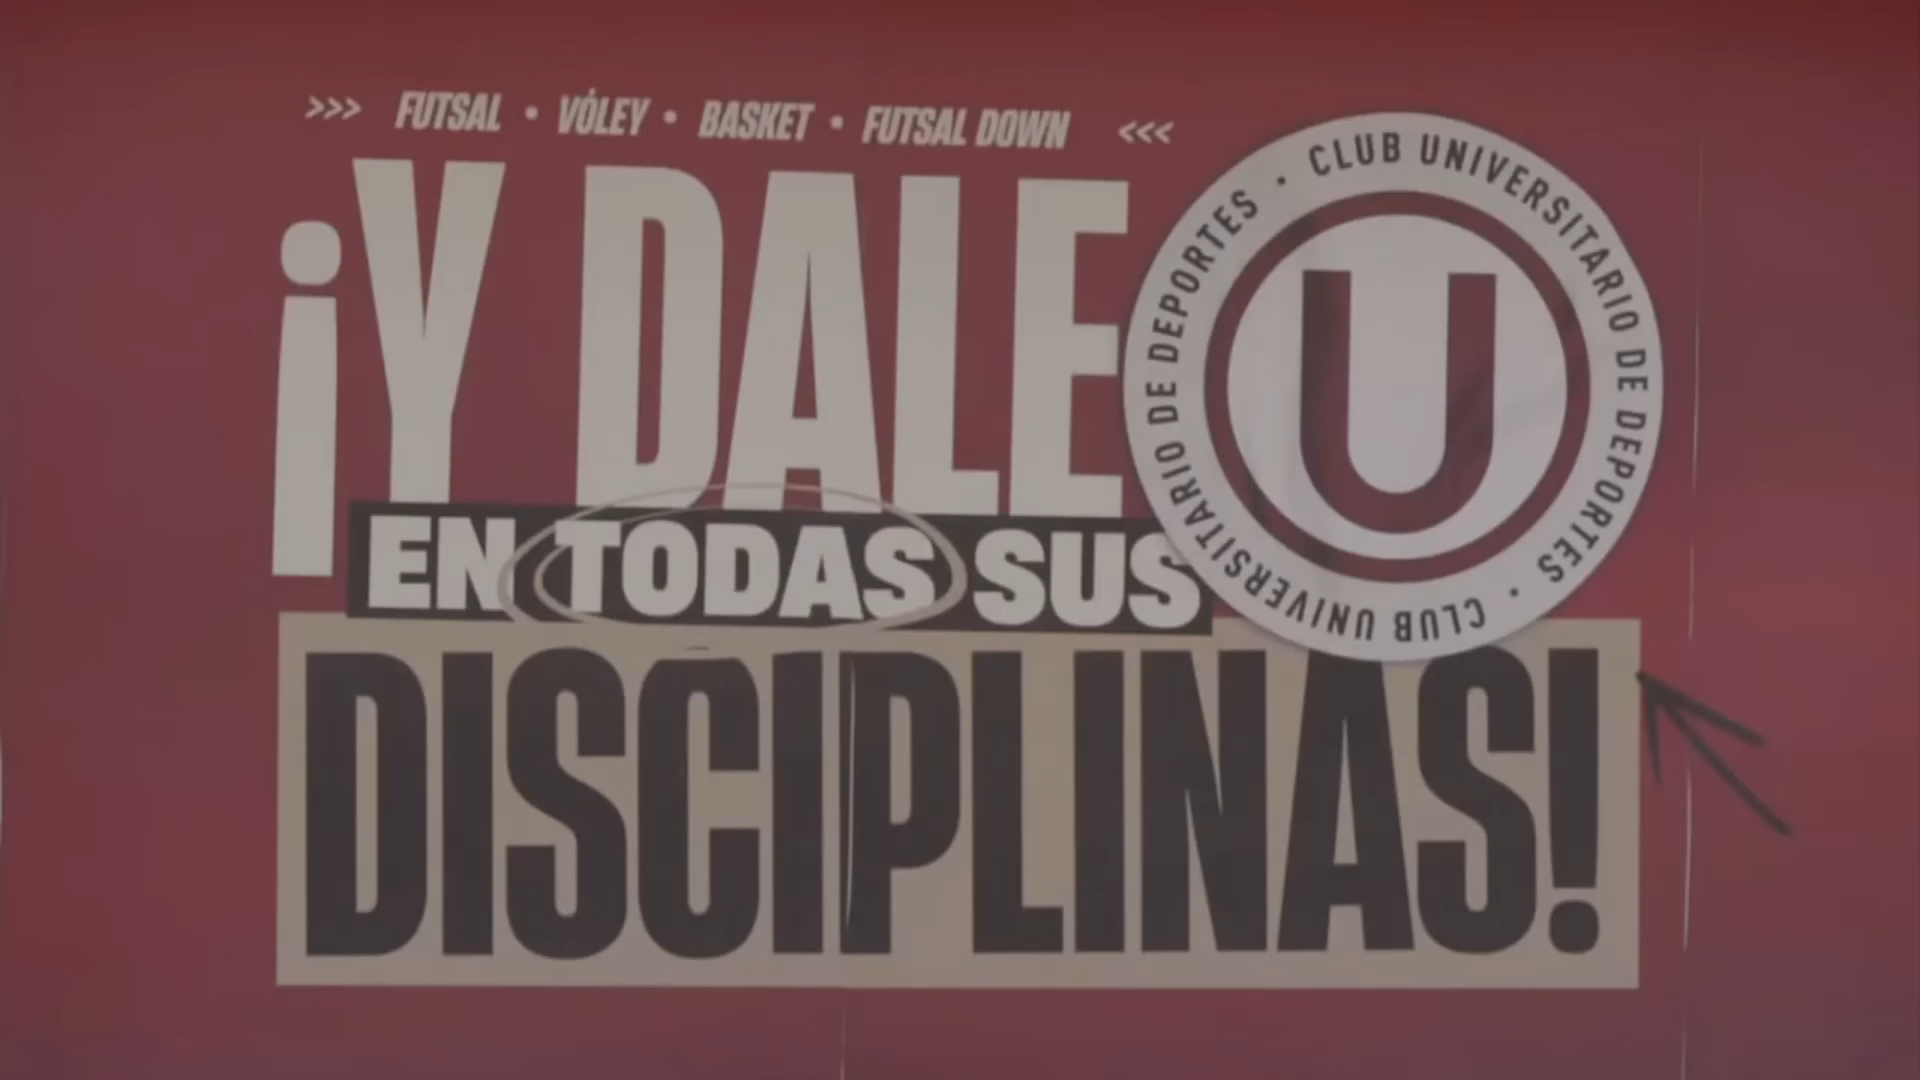 >>> FUTSAL • VÓLEY • BASKET • FUTSAL DOWN <<<
¡Y DALE
U
EN TODAS SUS
DISCIPLINAS!
CLUB UNIVERSITARIO DE DEPORTES • CLUB UNIVERSITARIO DE DEPORTES •